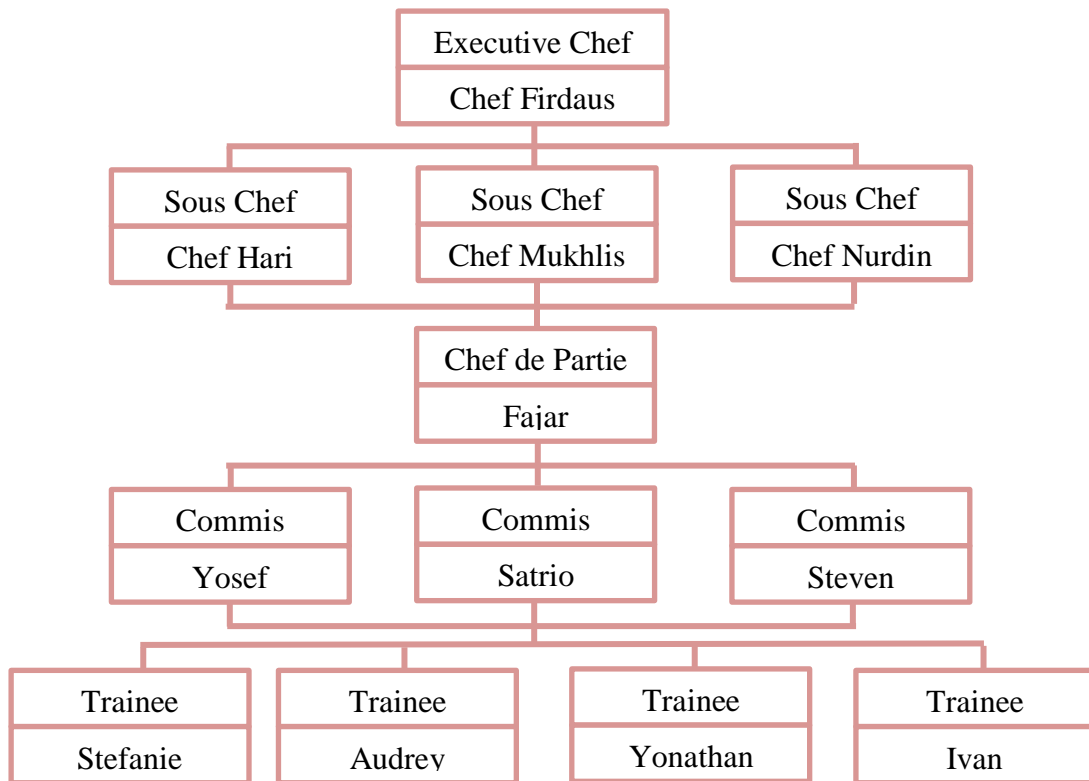 Executive Chef
Chef Firdaus
Sous Chef
Chef Hari
Sous Chef
Chef Mukhlis
Sous Chef
Chef Nurdin
Chef de Partie
Fajar
Commis
Yosef
Commis
Satrio
Commis
Steven
Trainee
Stefanie
Trainee
Audrey
Trainee
Yonathan
Trainee
Ivan